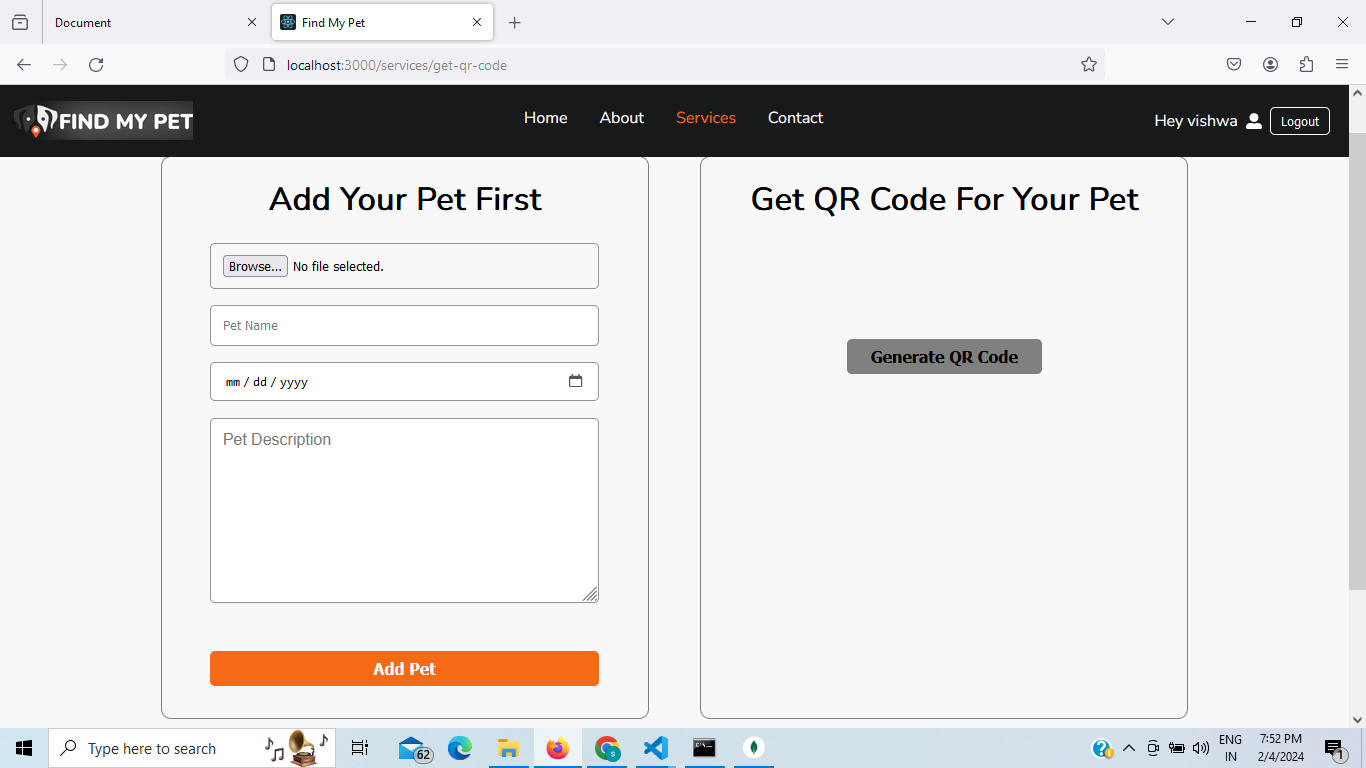 Document
Find My Pet
localhost:3000/services/get-qr-code
FIND MY PET
Home
About
Services
Contact
Hey vishwa
Logout
Add Your Pet First
Browse... No file selected.
Pet Name
mm / dd / yyyy
Pet Description
Add Pet
Get QR Code For Your Pet
Generate QR Code
Type here to search
62
ENG
IN
7:52 PM
2/4/2024
1